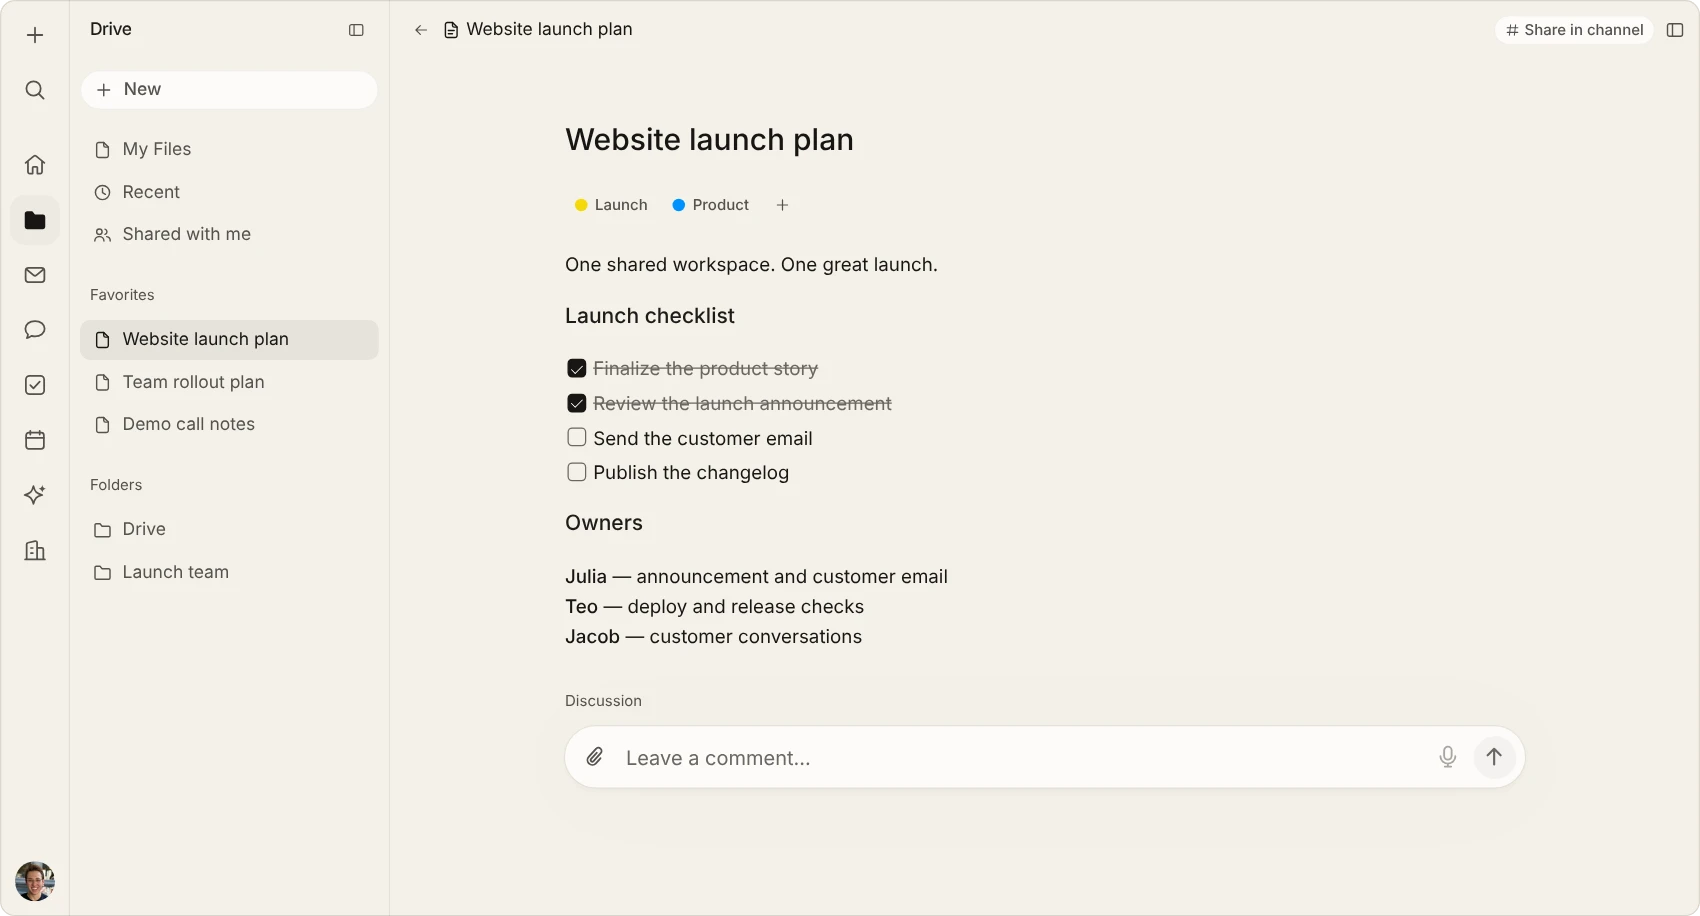 Drive
New
My Files
Recent
Shared with me
Favorites
Website launch plan
Team rollout plan
Demo call notes
Folders
Drive
Launch team
Website launch plan
# Share in channel
Website launch plan
Launch Product
One shared workspace. One great launch.
Launch checklist
Finalize the product story
Review the launch announcement
Send the customer email
Publish the changelog
Owners
Julia — announcement and customer email
Teo — deploy and release checks
Jacob — customer conversations
Discussion
Leave a comment...